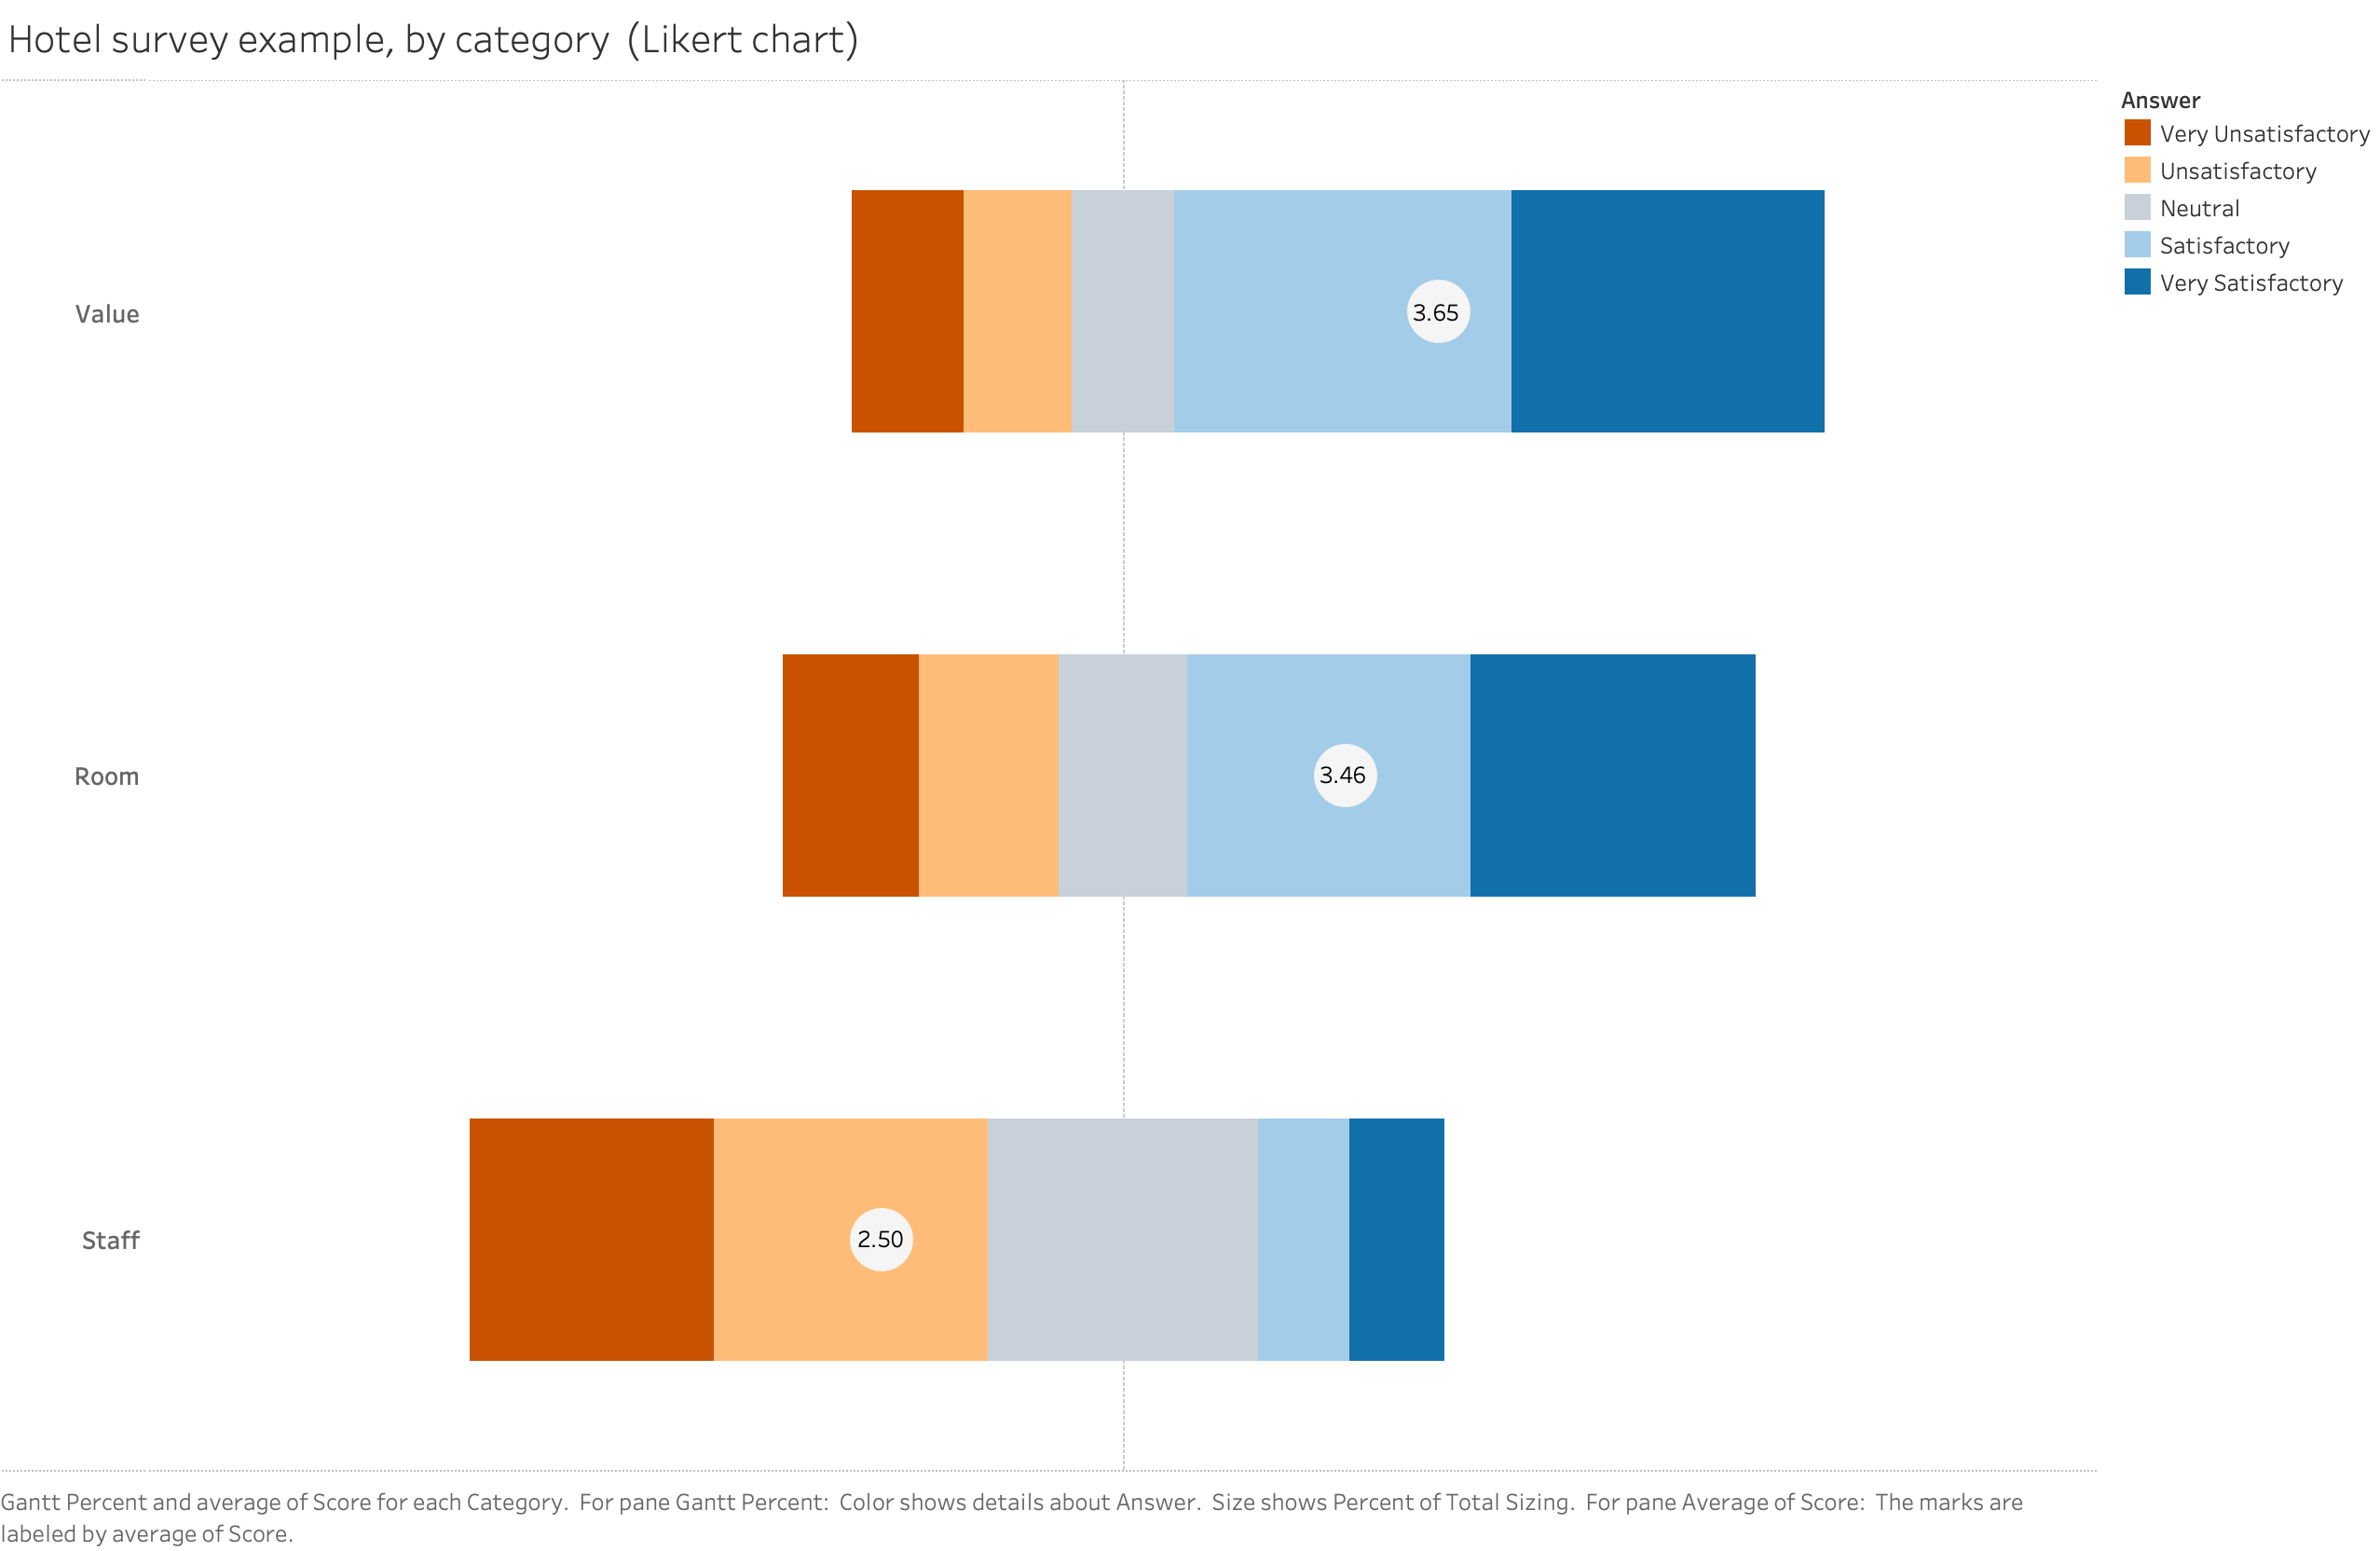 Hotel survey example, by category (Likert chart)
Answer
Very Unsatisfactory
Unsatisfactory
Neutral
Satisfactory
Very Satisfactory
Value
3.65
Room
3.46
Staff
2.50
Gantt Percent and average of Score for each Category. For pane Gantt Percent: Color shows details about Answer. Size shows Percent of Total Sizing. For pane Average of Score: The marks are
labeled by average of Score.